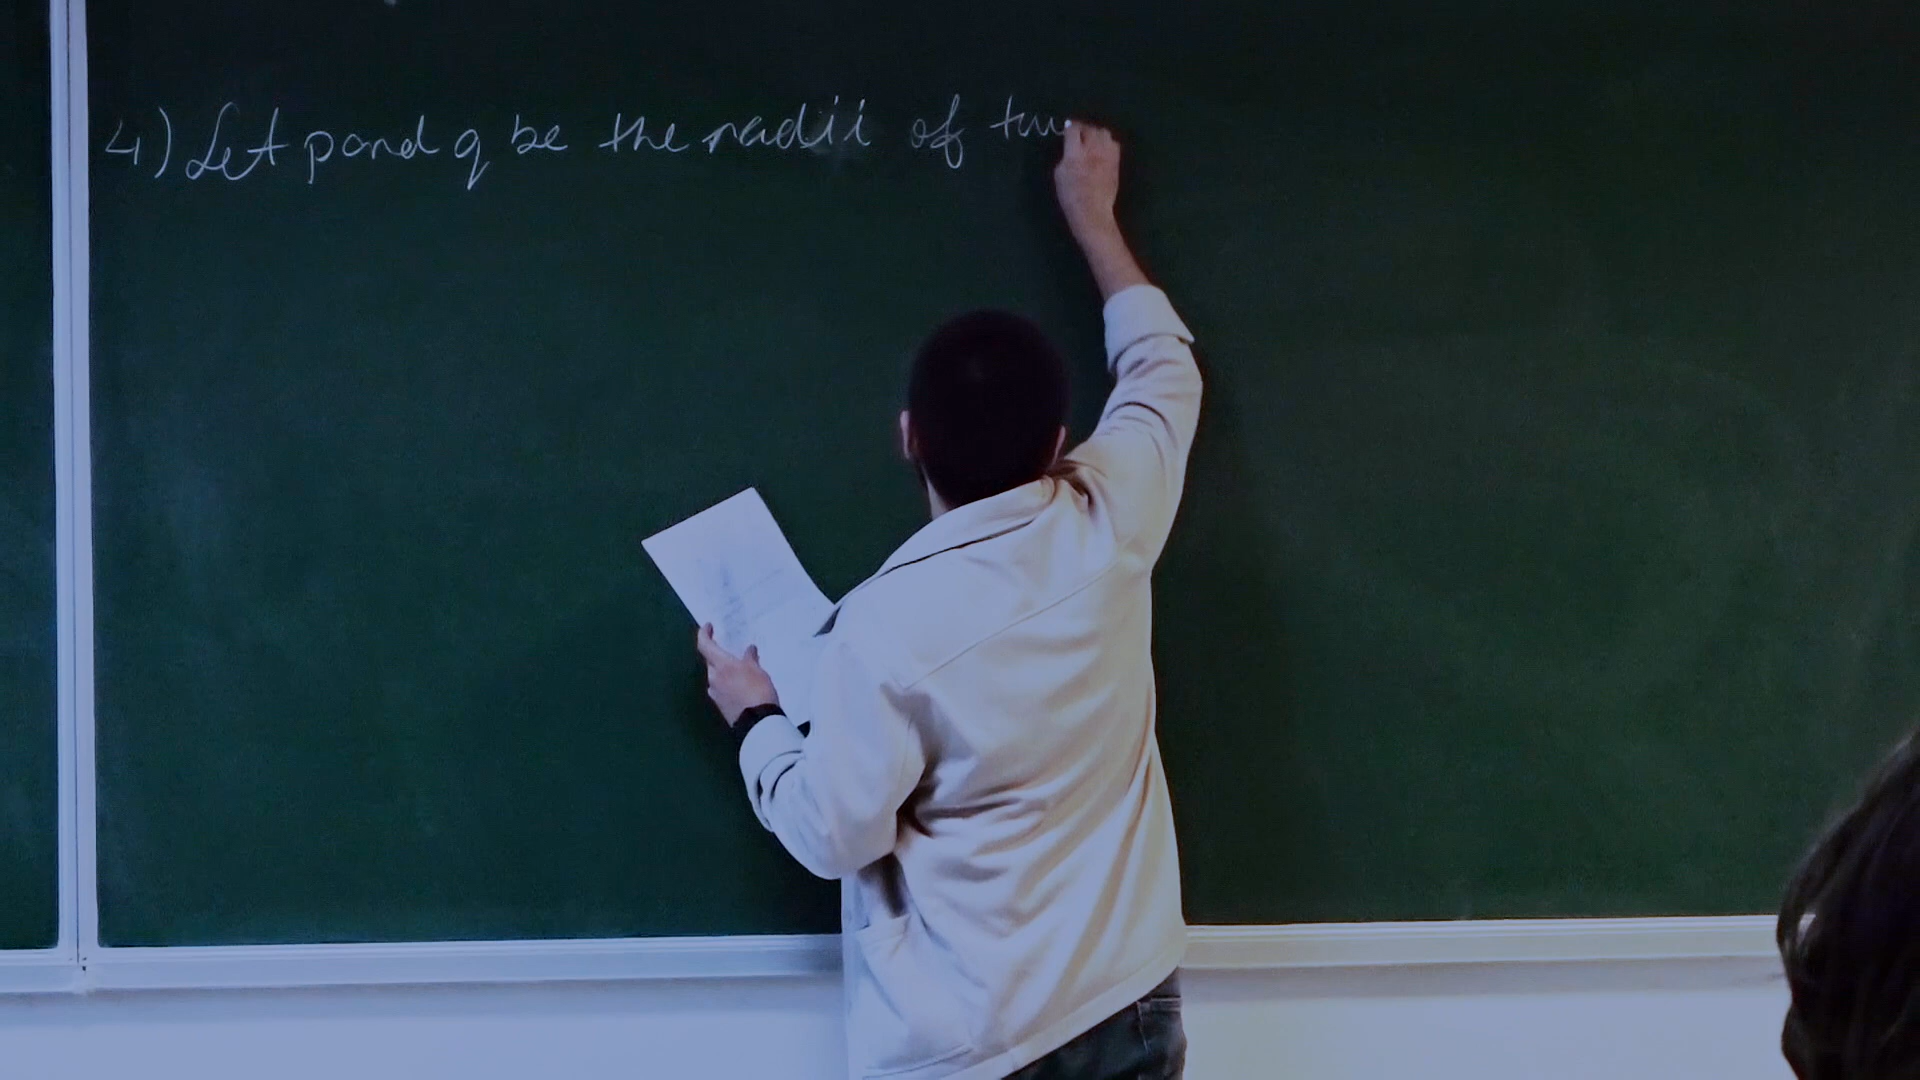 4) Let p and q be the radii of tw